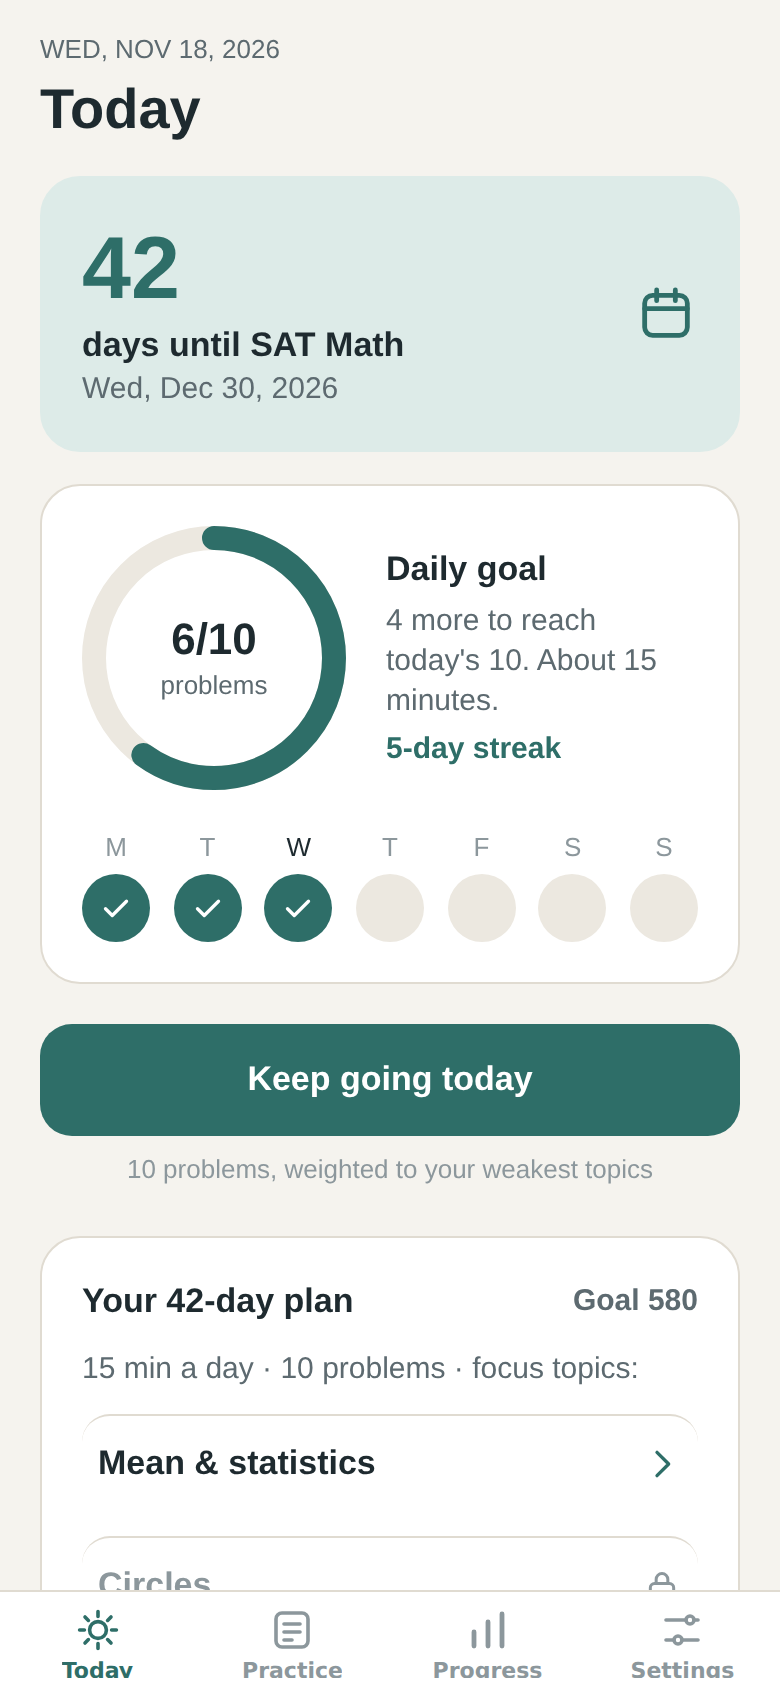 WED, NOV 18, 2026
Today
42
days until SAT Math
Wed, Dec 30, 2026
6/10
problems
Daily goal
4 more to reach
today's 10. About 15
minutes.
5-day streak
M T W T F S S
Keep going today
10 problems, weighted to your weakest topics
Your 42-day plan
Goal 580
15 min a day · 10 problems · focus topics:
Mean & statistics
Circles
Today Practice Progress Settings